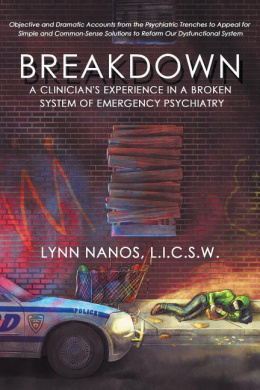 Objective and Dramatic Accounts from the Psychiatric Trenches to Appeal for
Simple and Common-Sense Solutions to Reform Our Dysfunctional System
BREAKDOWN
A CLINICIAN'S EXPERIENCE IN A BROKEN
SYSTEM OF EMERGENCY PSYCHIATRY
LYNN NANOS, L.I.C.S.W.
POLICE